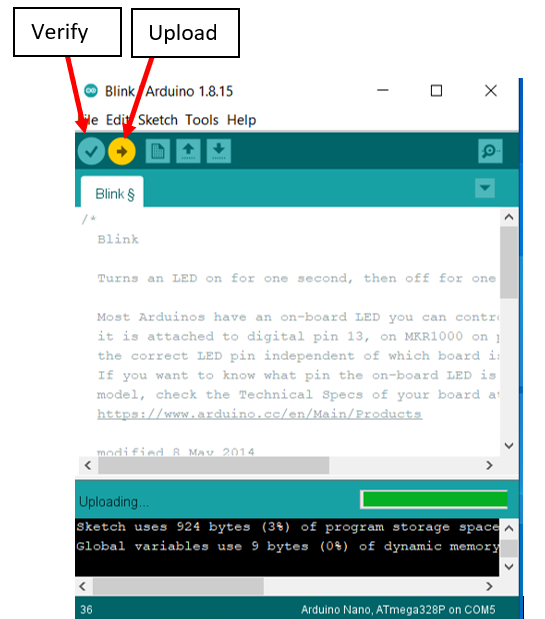 Verify
Upload
Blink Arduino 1.8.15
File Edit Sketch Tools Help
Blink §
/*
Blink
Turns an LED on for one second, then off for one
Most Arduinos have an on-board LED you can contr
it is attached to digital pin 13, on MKR1000 on p
the correct LED pin independent of which board i
If you want to know what pin the on-board LED is
model, check the Technical Specs of your board a
https://www.arduino.cc/en/Main/Products
modified 8 May 2014
Uploading...
Sketch uses 924 bytes (3%) of program storage space
Global variables use 9 bytes (0%) of dynamic memory
36
Arduino Nano, ATmega328P on COM5